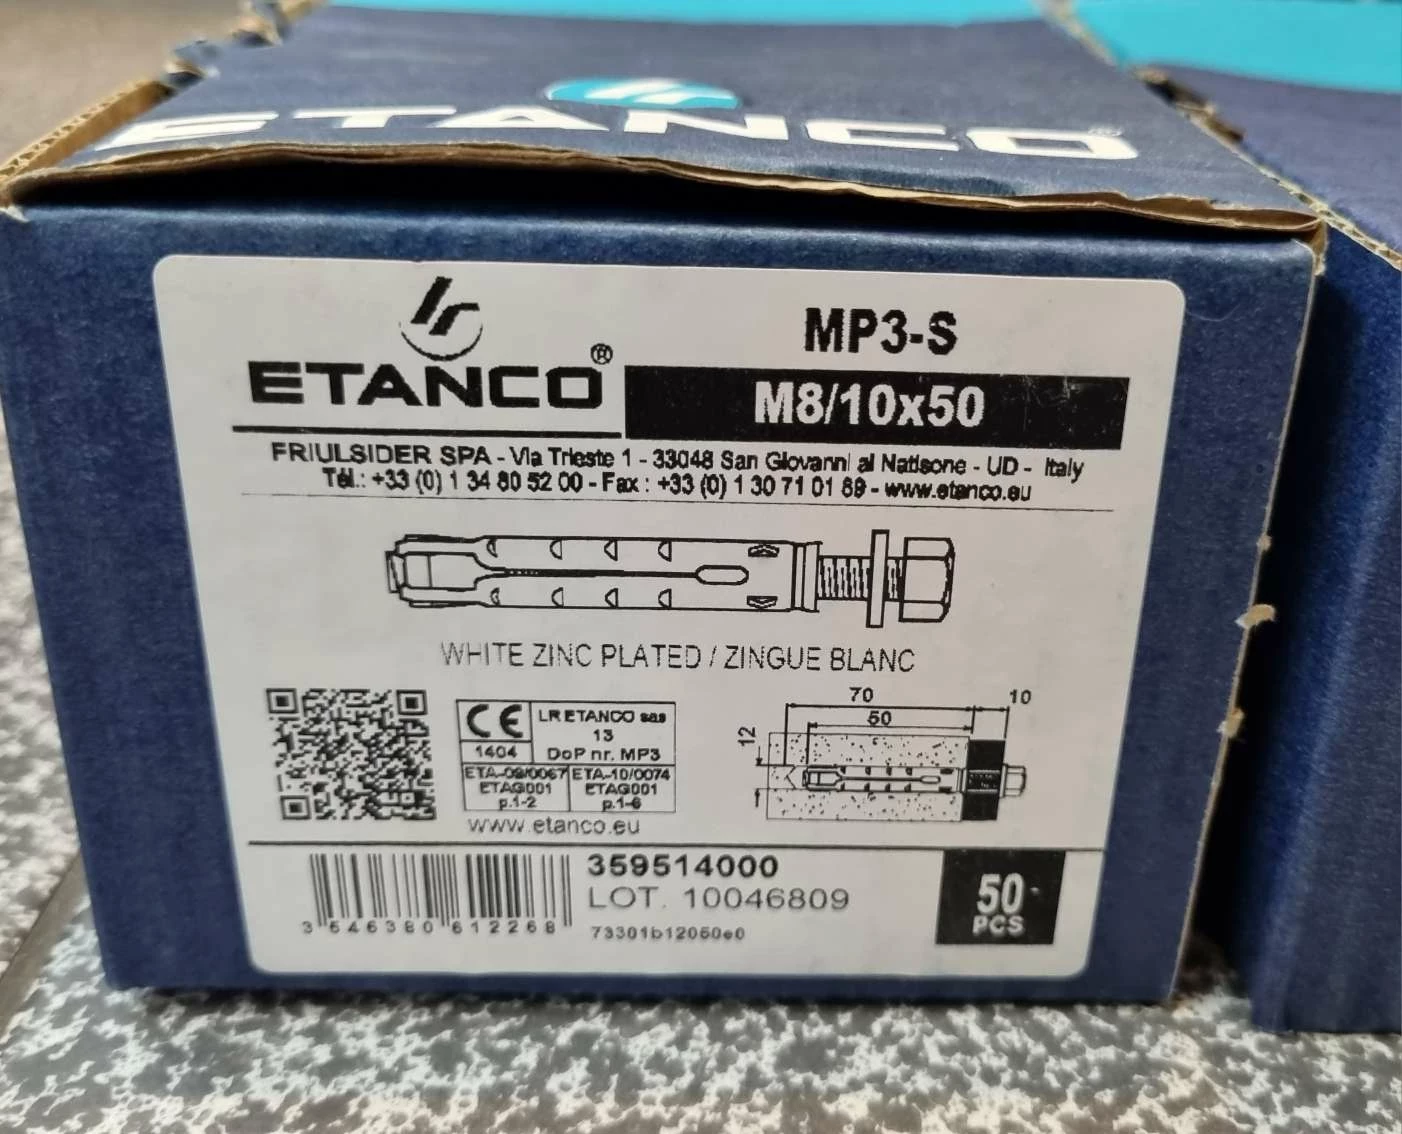 ETANCO®
MP3-S
ETANCO®
M8/10x50
FRIULSIDER SPA - Via Trieste 1 - 33048 San Giovanni al Natisone - UD - Italy
Tél.: +33 (0) 1 34 80 52 00 - Fax : +33 (0) 1 30 71 01 89 - www.etanco.eu
WHITE ZINC PLATED / ZINGUE BLANC
CE
1404
LR ETANCO sas
13
DoP nr. MP3
ETA-09/0067
ETAG001
p.1-2
ETA-10/0074
ETAG001
p.1-6
www.etanco.eu
70
10
50
12
359514000
LOT. 10046809
3 546380 612268
73301b12050e0
50
PCS